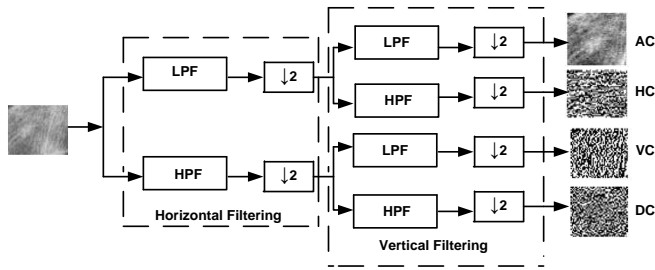 LPF
↓2
HPF
↓2
Horizontal Filtering
LPF
↓2
HPF
↓2
LPF
↓2
HPF
↓2
Vertical Filtering
AC
HC
VC
DC